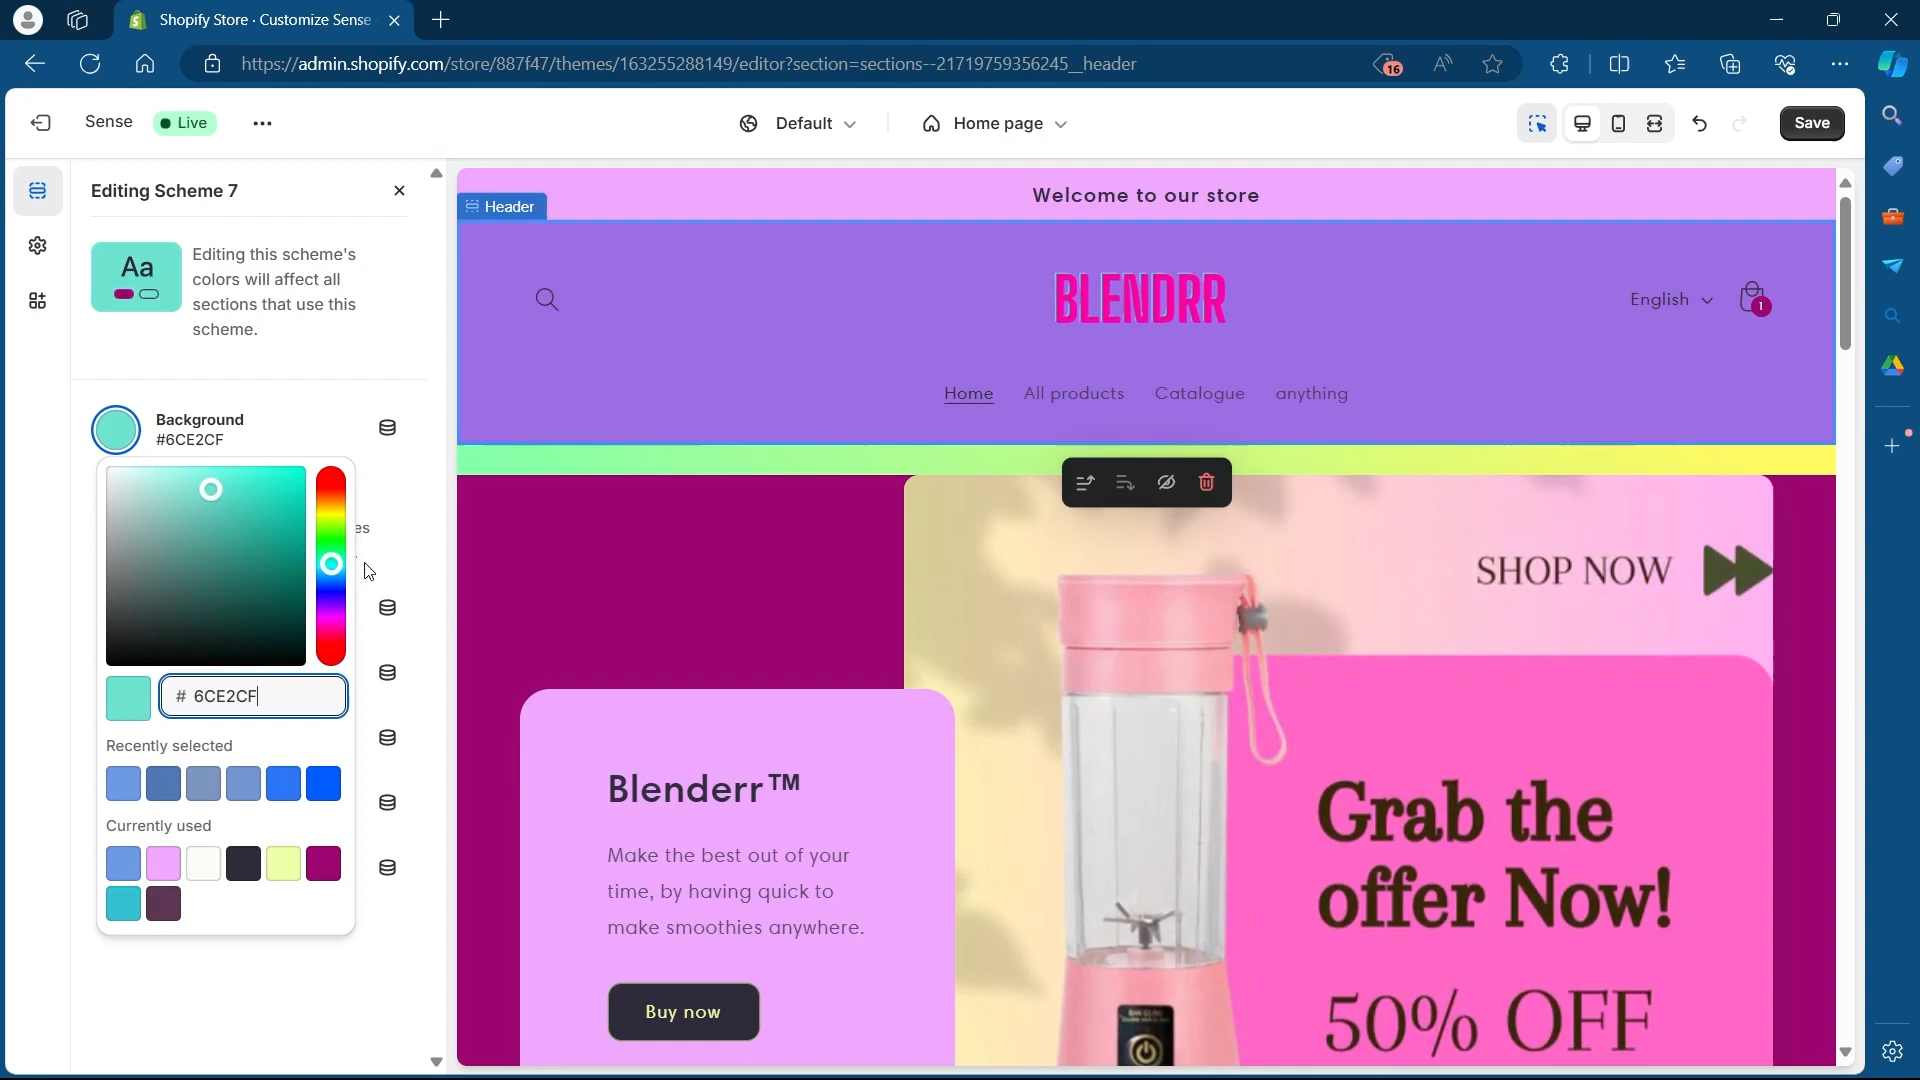 Shopify Store · Customize Sense
https://admin.shopify.com/store/887f47/themes/163255288149/editor?section=sections--21719759356245__header
16
Sense
Live
Default
Home page
Save
Editing Scheme 7
Aa
Editing this scheme's
colors will affect all
sections that use this
scheme.
Background
#6CE2CF
es
# 6CE2CF
Recently selected
Currently used
Welcome to our store
Header
BLENDRR
English
1
Home
All products
Catalogue
anything
SHOP NOW
Blenderr™
Make the best out of your
time, by having quick to
make smoothies anywhere.
Buy now
Grab the
offer Now!
50% OFF